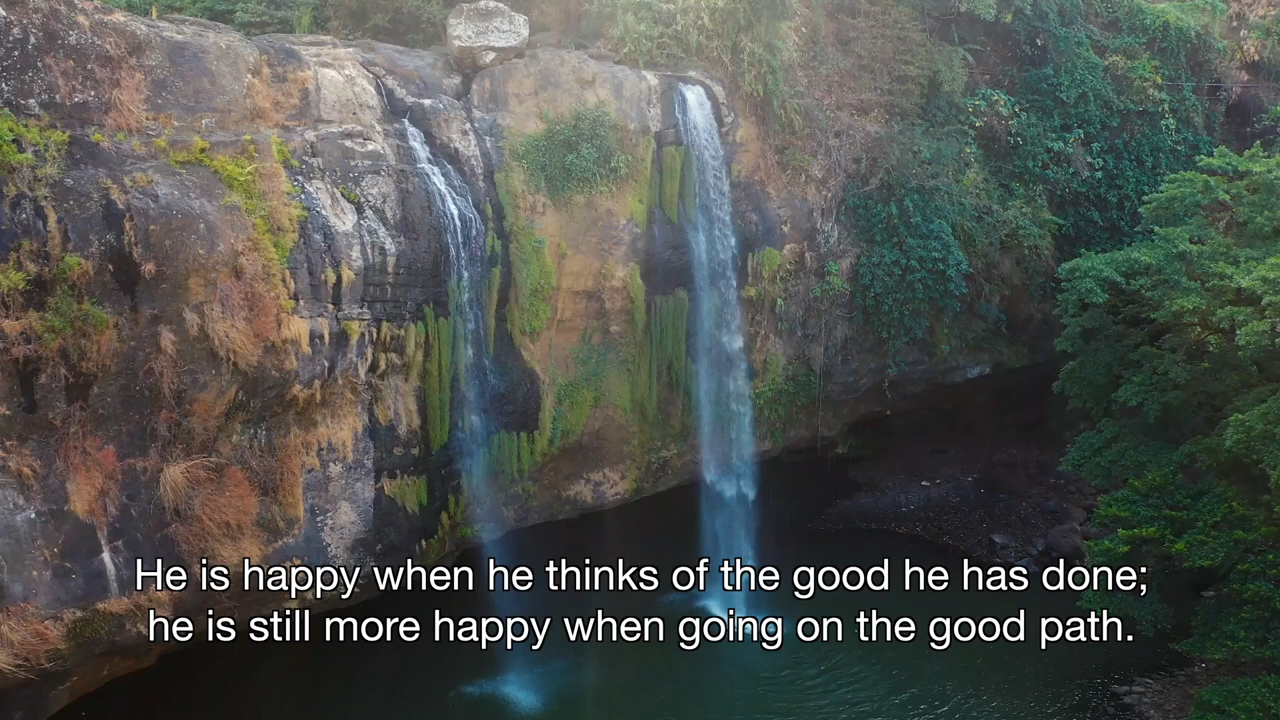 He is happy when he thinks of the good he has done;
he is still more happy when going on the good path.